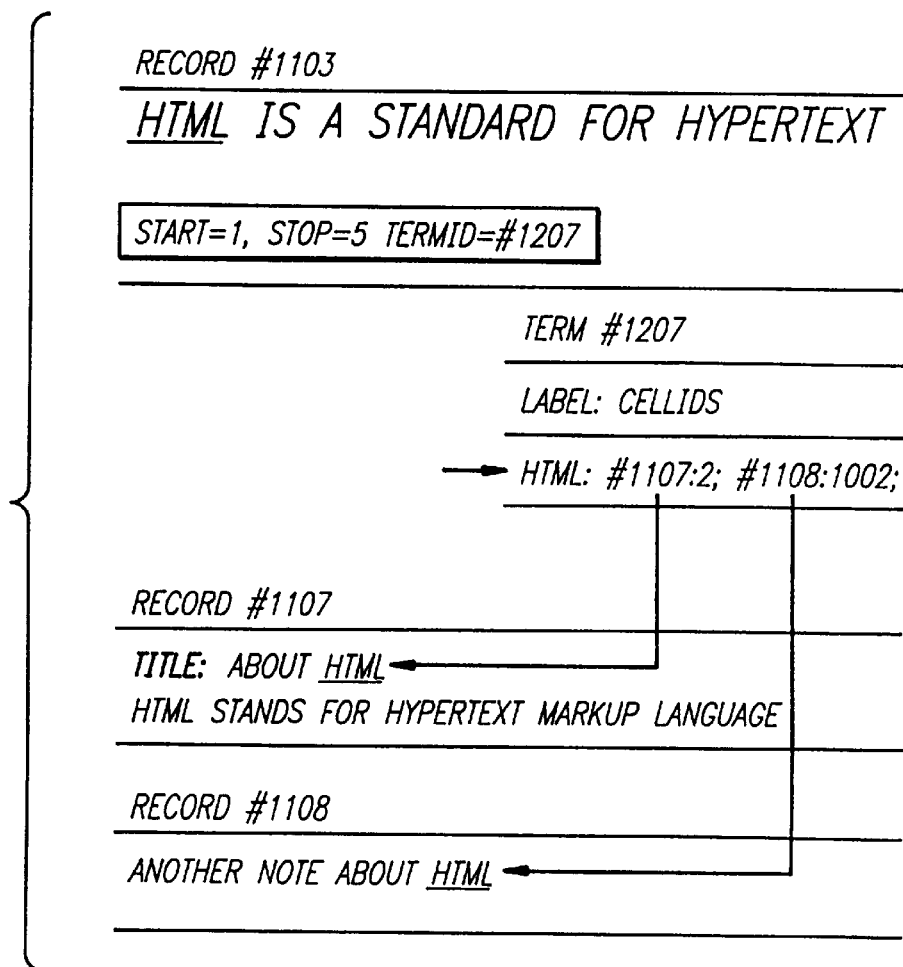 RECORD #1103
HTML IS A STANDARD FOR HYPERTEXT
START=1, STOP=5 TERMID=#1207
TERM #1207
LABEL: CELLIDS
HTML: #1107:2; #1108:1002;
RECORD #1107
TITLE: ABOUT HTML
HTML STANDS FOR HYPERTEXT MARKUP LANGUAGE
RECORD #1108
ANOTHER NOTE ABOUT HTML